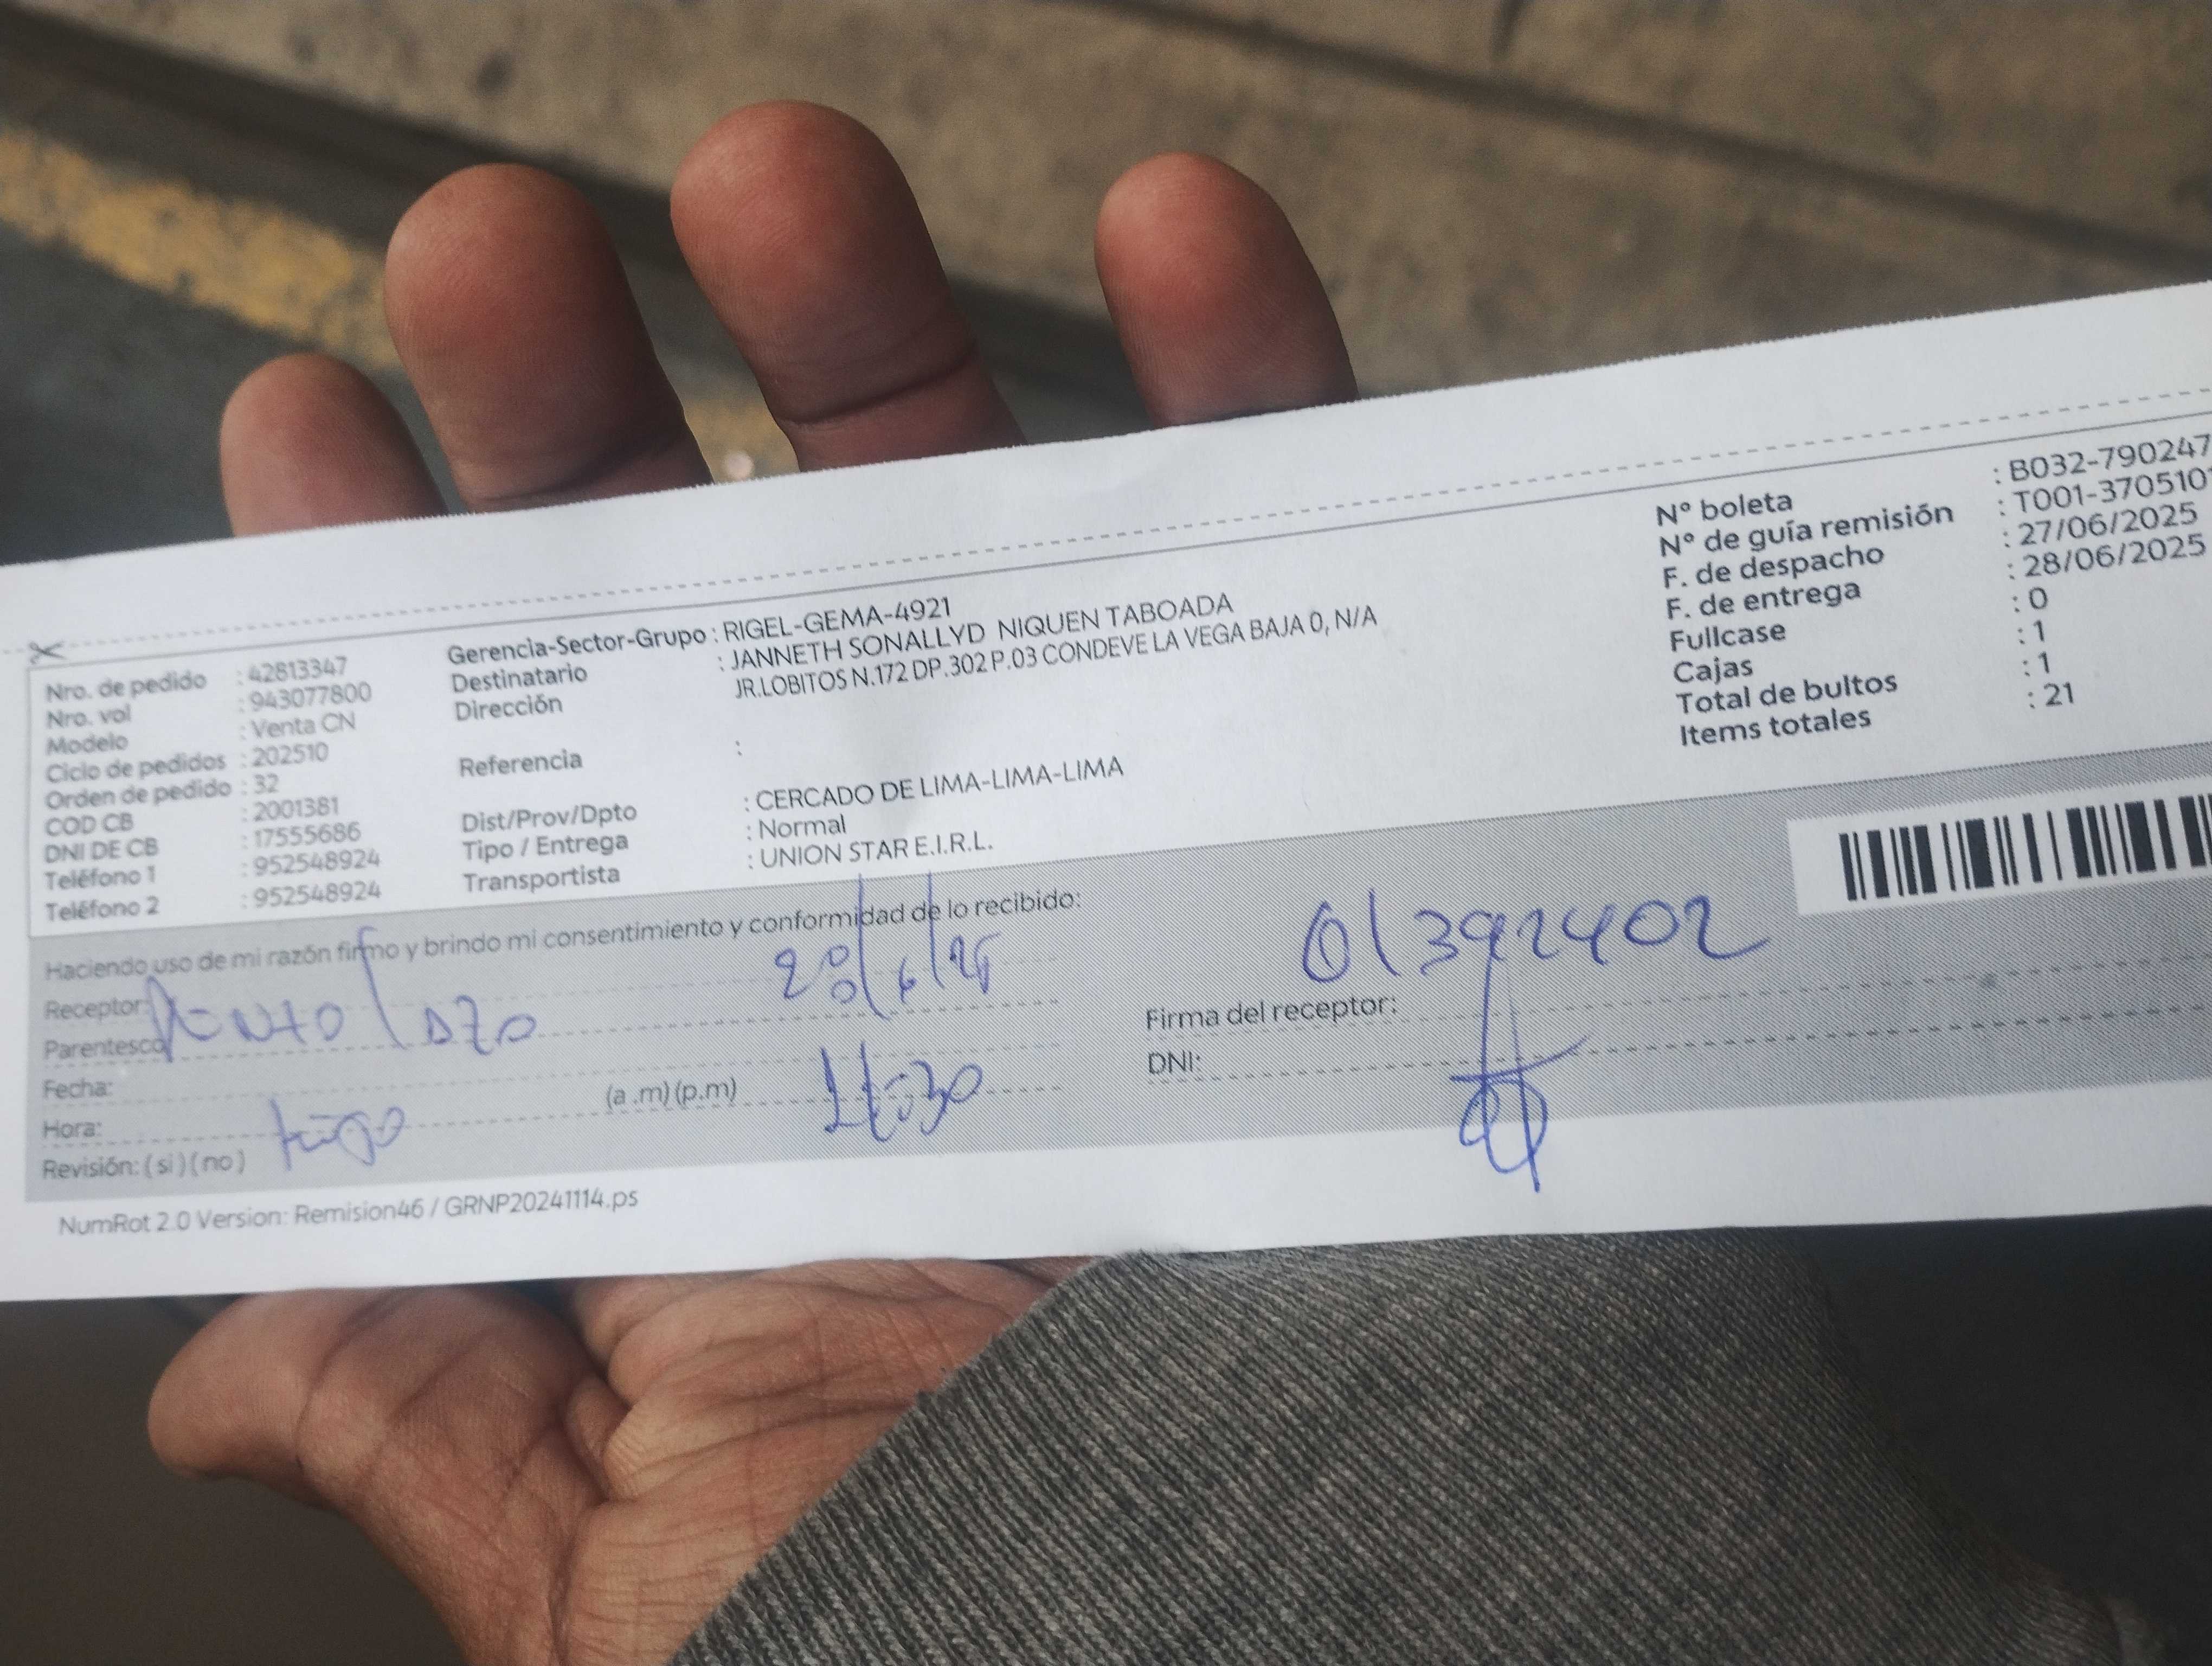 Nro. de pedido : 42813347
Nro. vol : 943077800
Modelo : Venta CN
Ciclo de pedidos : 202510
Orden de pedido : 32
COD CB : 2001381
DNI DE CB : 17555686
Teléfono 1 : 952548924
Teléfono 2 : 952548924
Gerencia-Sector-Grupo : RIGEL-GEMA-4921
Destinatario : JANNETH SONALLYD NIQUEN TABOADA
Dirección JR.LOBITOS N.172 DP.302 P.03 CONDEVE LA VEGA BAJA 0, N/A
Referencia :
Dist/Prov/Dpto : CERCADO DE LIMA-LIMA-LIMA
Tipo / Entrega : Normal
Transportista : UNION STAR E.I.R.L.
N° boleta : B032-790247
N° de guía remisión : T001-370510
F. de despacho : 27/06/2025
F. de entrega : 28/06/2025
Fullcase : 0
Cajas : 1
Total de bultos : 1
Items totales : 21
Haciendo uso de mi razón firmo y brindo mi consentimiento y conformidad de lo recibido:
Receptor:
Parentesco
Fecha:
Hora: (a .m) (p.m) 11:30
Revisión: ( si ) ( no )
Firma del receptor:
DNI:
NumRot 2.0 Version: Remision46 / GRNP20241114.ps